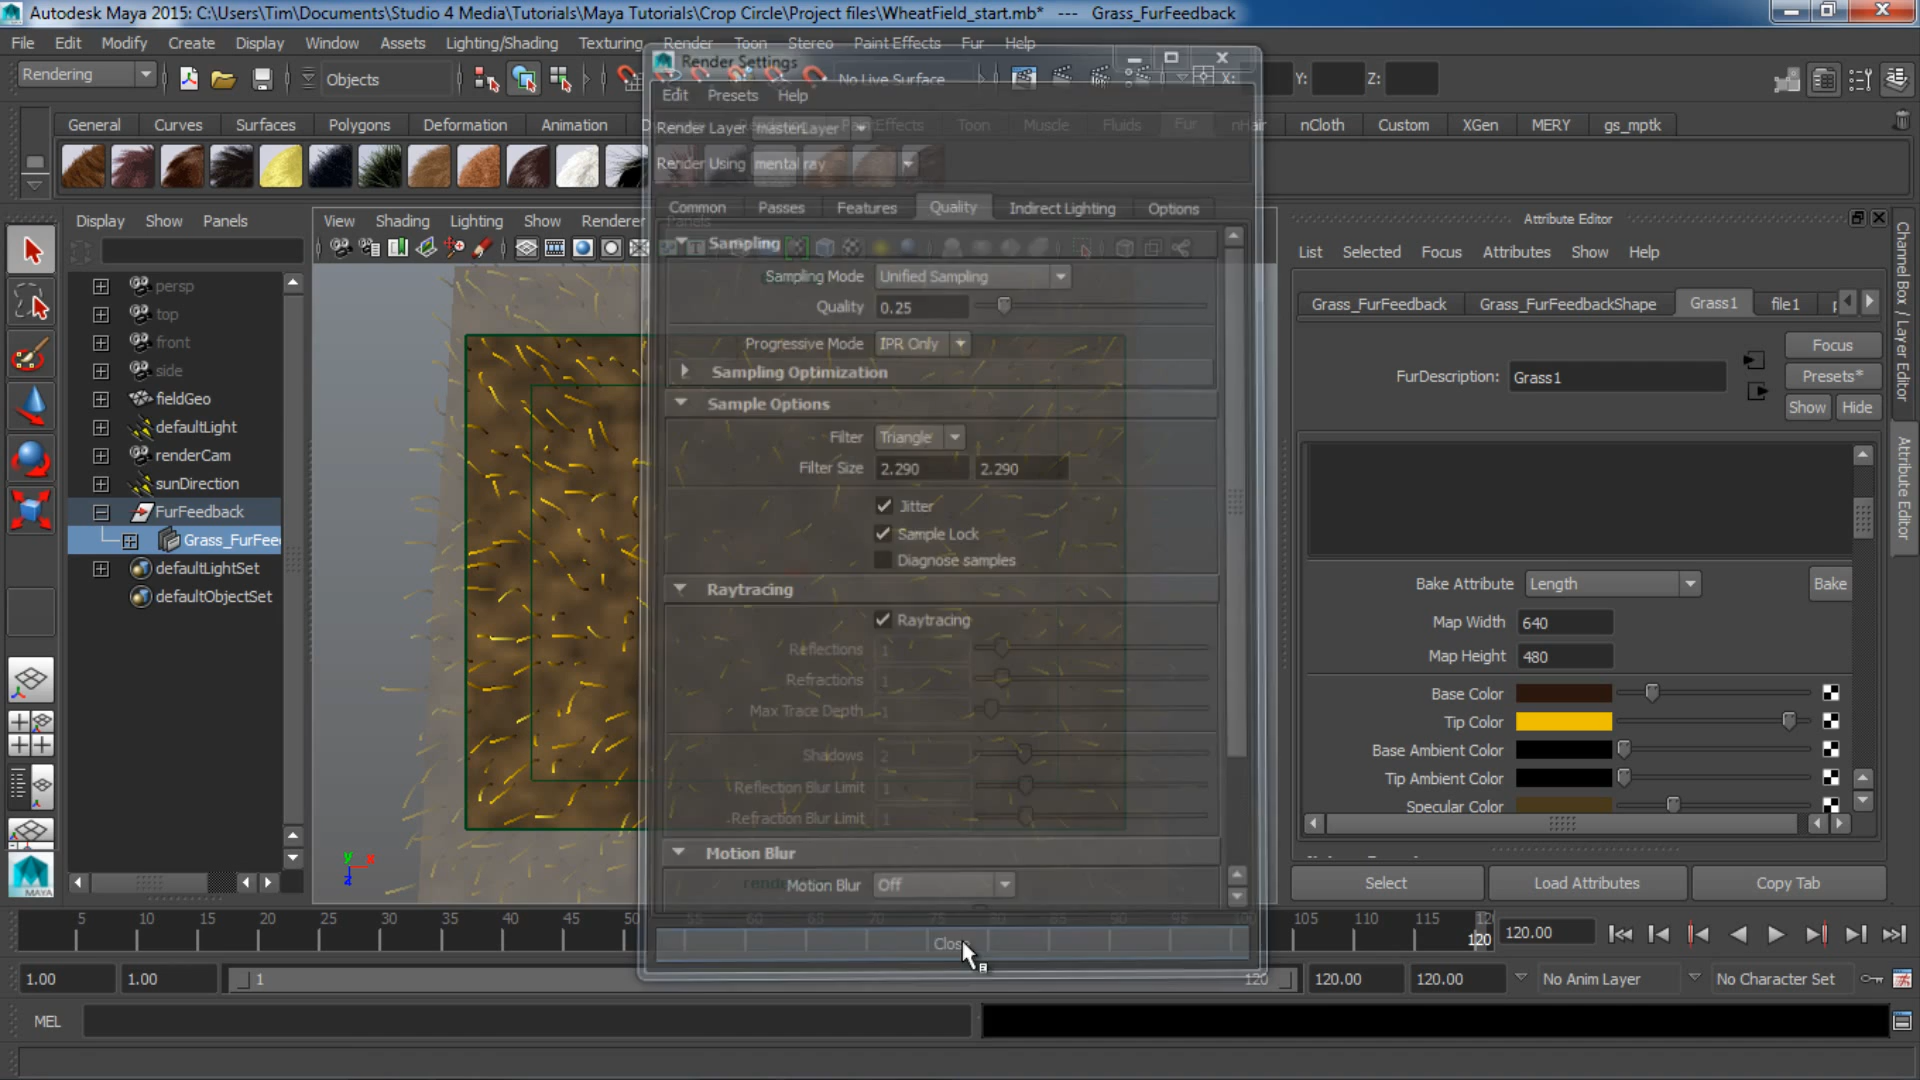 Autodesk Maya 2015: C:\Users\Tim\Documents\Studio 4 Media\Tutorials\Maya Tutorials\Crop Circle\Project files\WheatField_start.mb* --- Grass_FurFeedback
File Edit Modify Create Display Window Assets Lighting/Shading Texturing Render Toon Stereo Paint Effects Fur Help
Rendering Objects No Live Surface X: Y: Z:
General Curves Surfaces Polygons Deformation Animation Toon Muscle Fluids Fur nHair nCloth Custom XGen MERY gs_mptk
Display Show Panels
View Shading Lighting Show Renderer Panels
persp
top
front
side
fieldGeo
defaultLight
renderCam
sunDirection
FurFeedback
Grass_FurFee
defaultLightSet
defaultObjectSet
Render Settings
Edit Presets Help
Render Layer masterLayer
Render Using mental ray
Common Passes Features Quality Indirect Lighting Options
Sampling
Sampling Mode Unified Sampling
Quality 0.25
Progressive Mode IPR Only
Sampling Optimization
Sample Options
Filter Triangle
Filter Size 2.290 2.290
Jitter
Sample Lock
Diagnose samples
Raytracing
Raytracing
Reflections 1
Refractions 1
Max Trace Depth 1
Shadows 2
Reflection Blur Limit 1
Refraction Blur Limit 1
Motion Blur
Motion Blur Off
Close
Attribute Editor
List Selected Focus Attributes Show Help
Grass_FurFeedback Grass_FurFeedbackShape Grass1 file1
FurDescription: Grass1
Focus
Presets*
Show Hide
Bake Attribute Length Bake
Map Width 640
Map Height 480
Base Color
Tip Color
Base Ambient Color
Tip Ambient Color
Specular Color
Select Load Attributes Copy Tab
Channel Box / Layer Editor
Attribute Editor
y x z
MAYA
5 10 15 20 25 30 35 40 45 50 55 60 65 70 75 80 85 90 95 100 105 110 115 120
120 120.00
1.00 1.00 1 120 120.00 120.00 No Anim Layer No Character Set
MEL